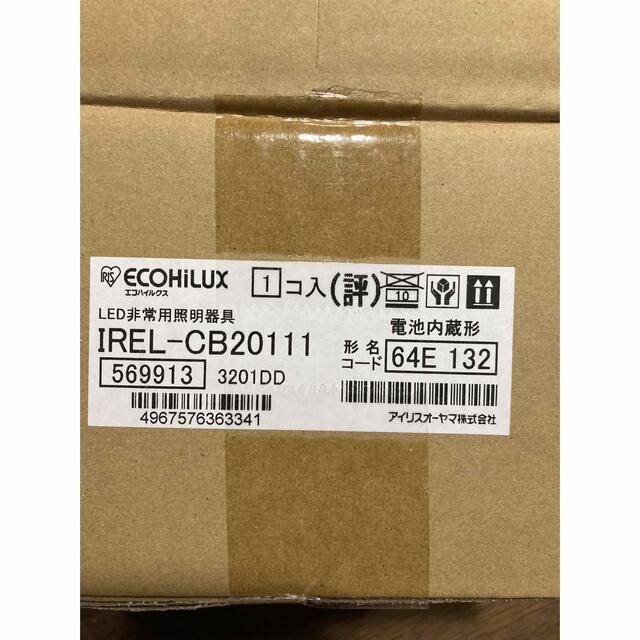 IRIS ECOHiLUX
エコハイルクス
1コ入 (評) 10
LED非常用照明器具
IREL-CB20111
569913 3201DD
4967576363341
電池内蔵形
形名
コード 64E 132
アイリスオーヤマ株式会社